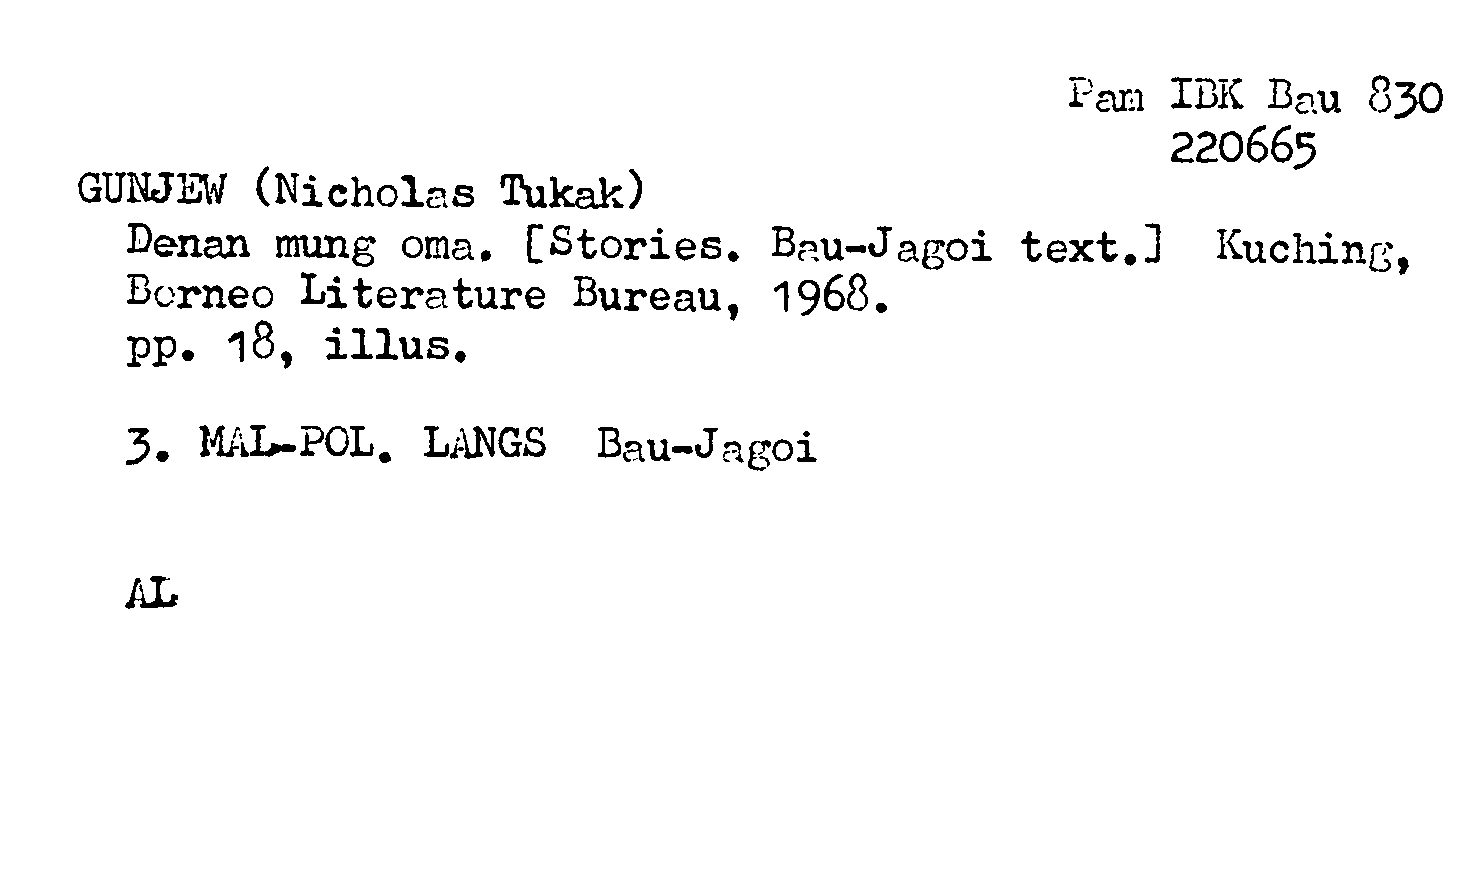 Pam IBK Bau 830
220665
GUNJEW (Nicholas Tukak)
Denan mung oma. [Stories. Bau-Jagoi text.] Kuching,
Borneo Literature Bureau, 1968.
pp. 18, illus.
3. MAL-POL. LANGS Bau-Jagoi
AL